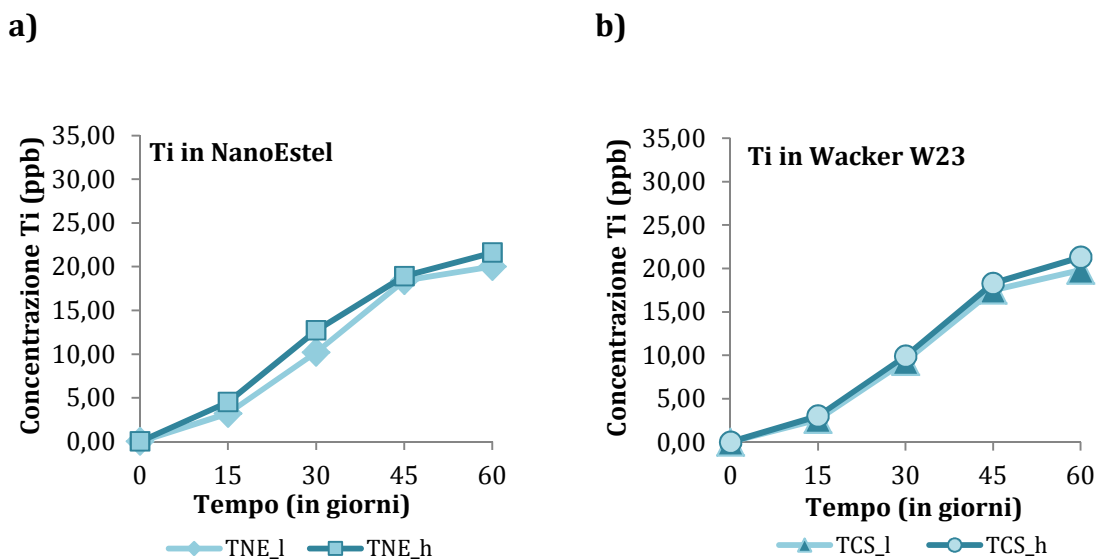 a)
Ti in NanoEstel
Concentrazione Ti (ppb)
35,00
30,00
25,00
20,00
15,00
10,00
5,00
0,00
0 15 30 45 60
Tempo (in giorni)
TNE_l TNE_h
b)
Ti in Wacker W23
Concentrazione Ti (ppb)
35,00
30,00
25,00
20,00
15,00
10,00
5,00
0,00
0 15 30 45 60
Tempo (in giorni)
TCS_l TCS_h